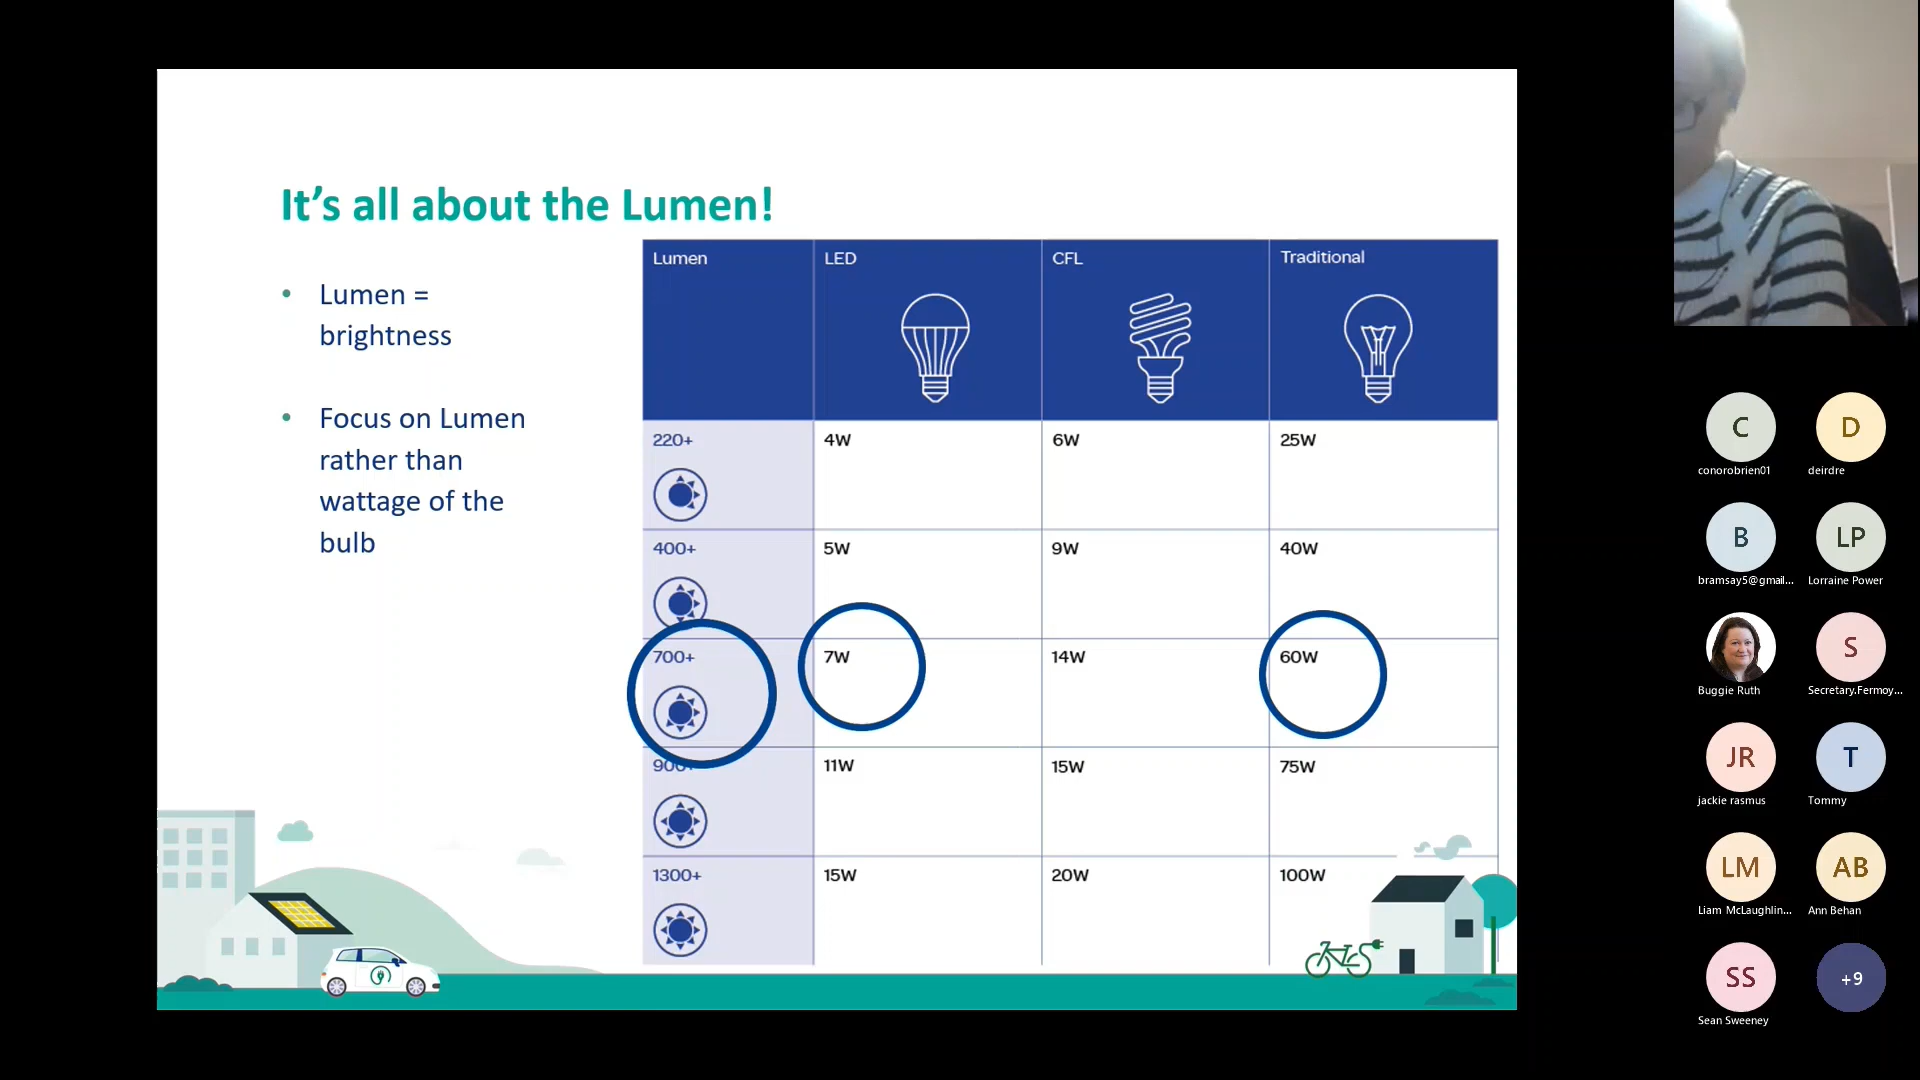 It's all about the Lumen!
• Lumen =
brightness
• Focus on Lumen
rather than
wattage of the
bulb
Lumen LED CFL Traditional
220+ 4W 6W 25W
400+ 5W 9W 40W
700+ 7W 14W 60W
900+ 11W 15W 75W
1300+ 15W 20W 100W
C D
conorobrien01 deirdre
B LP
bramsay5@gmail... Lorraine Power
S
Buggie Ruth Secretary.Fermoy...
JR T
jackie rasmus Tommy
LM AB
Liam McLaughlin... Ann Behan
SS +9
Sean Sweeney